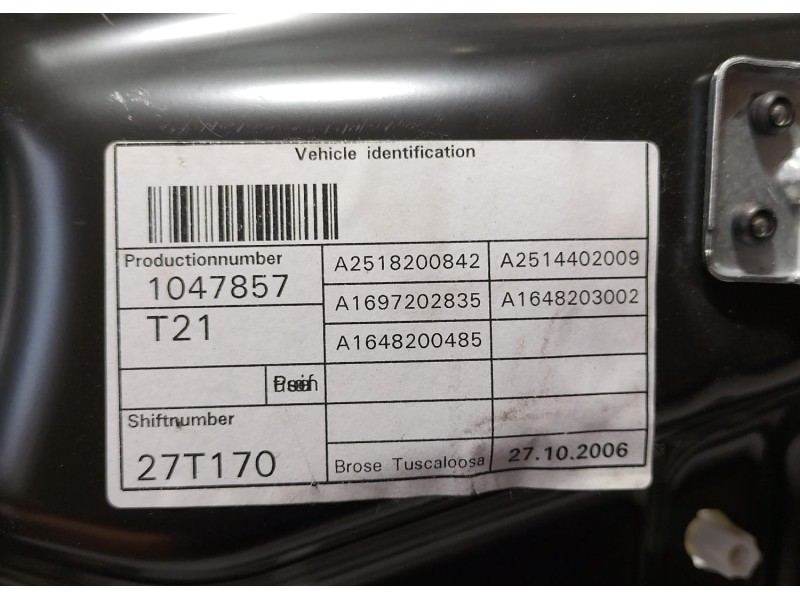 Vehicle identification
Productionnumber
1047857
T21
Shiftnumber
27T170
A2518200842 A2514402009
A1697202835 A1648203002
A1648200485
Brose Tuscaloosa 27.10.2006